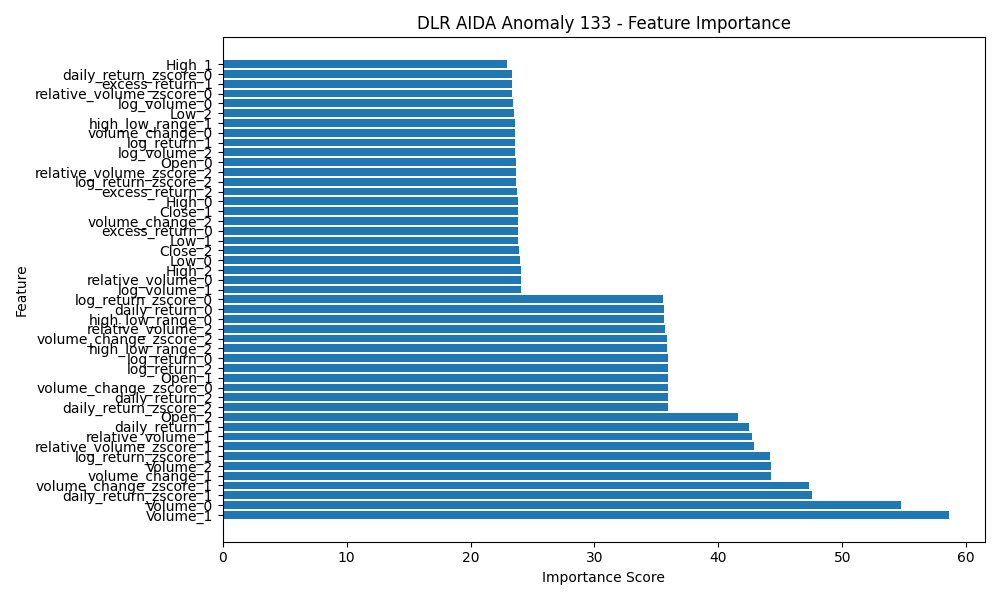 DLR AIDA Anomaly 133 - Feature Importance
Feature
High_1
daily_return_zscore_0
excess_return_1
relative_volume_zscore_0
log_volume_0
Low_2
high_low_range_1
volume_change_0
log_return_1
log_volume_2
Open_0
relative_volume_zscore_2
log_return_zscore_2
excess_return_2
High_0
Close_1
volume_change_2
excess_return_0
Low_1
Close_2
Low_0
High_2
relative_volume_0
log_volume_1
log_return_zscore_0
daily_return_0
high_low_range_0
relative_volume_2
volume_change_zscore_2
high_low_range_2
log_return_0
log_return_2
Open_1
volume_change_zscore_0
daily_return_2
daily_return_zscore_2
Open_2
daily_return_1
relative_volume_1
relative_volume_zscore_1
log_return_zscore_1
Volume_2
volume_change_1
volume_change_zscore_1
daily_return_zscore_1
Volume_0
Volume_1
0 10 20 30 40 50 60
Importance Score